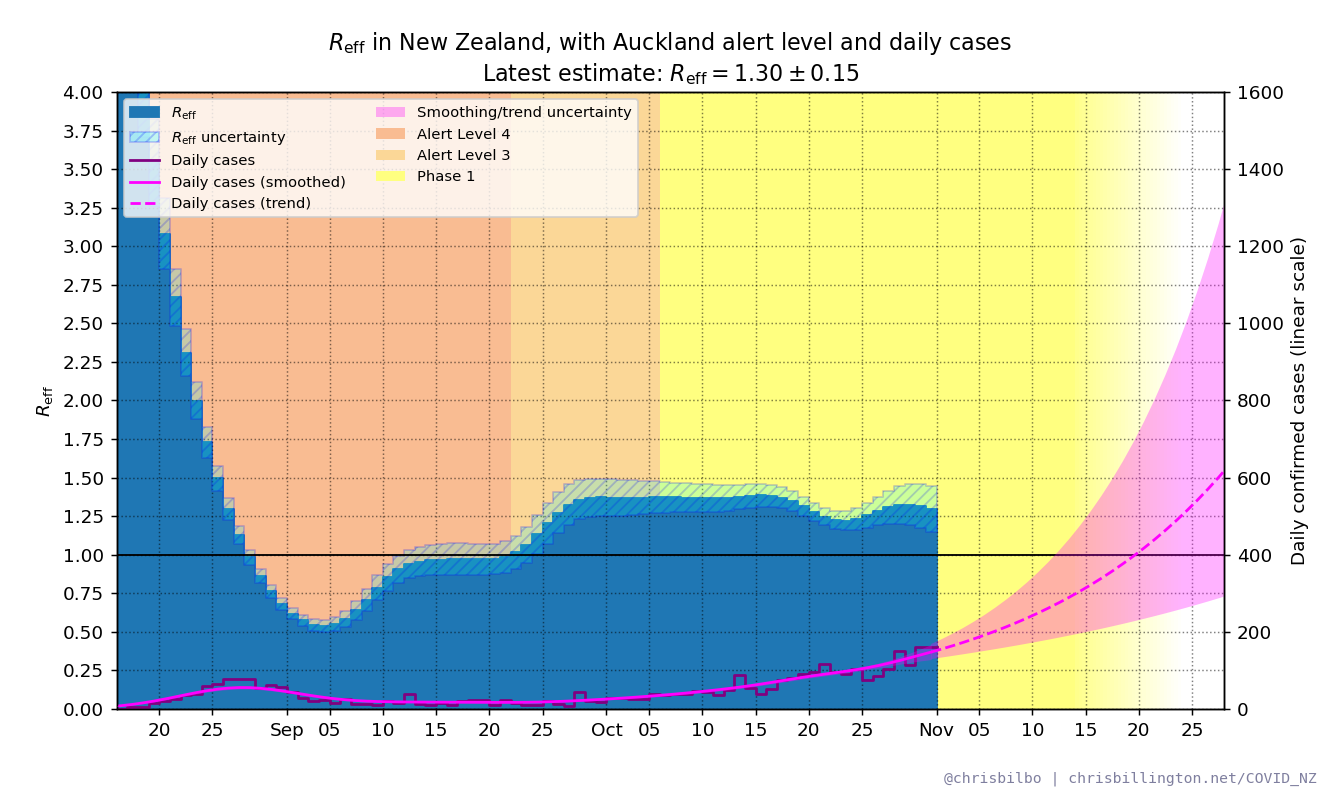 R_eff in New Zealand, with Auckland alert level and daily cases
Latest estimate: R_eff = 1.30 ± 0.15
R_eff
R_eff uncertainty
Daily cases
Daily cases (smoothed)
Daily cases (trend)
Smoothing/trend uncertainty
Alert Level 4
Alert Level 3
Phase 1
4.00
3.75
3.50
3.25
3.00
2.75
2.50
2.25
2.00
1.75
1.50
1.25
1.00
0.75
0.50
0.25
0.00
R_eff
1600
1400
1200
1000
800
600
400
200
0
Daily confirmed cases (linear scale)
20 25 Sep 05 10 15 20 25 Oct 05 10 15 20 25 Nov 05 10 15 20 25
@chrisbilbo | chrisbillington.net/COVID_NZ